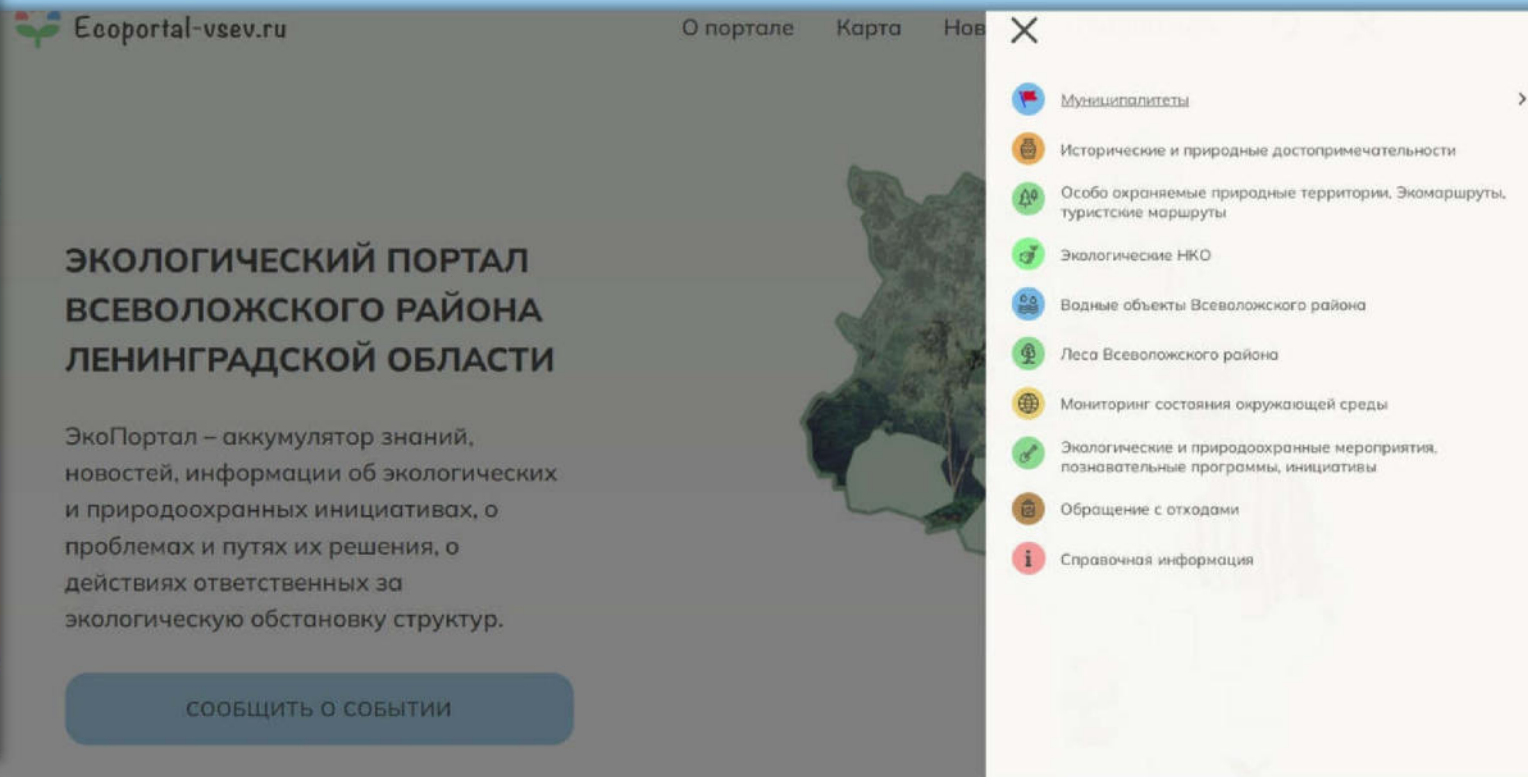 Ecoportal-vsev.ru
О портале Карта Нов
ЭКОЛОГИЧЕСКИЙ ПОРТАЛ
ВСЕВОЛОЖСКОГО РАЙОНА
ЛЕНИНГРАДСКОЙ ОБЛАСТИ
ЭкоПортал – аккумулятор знаний,
новостей, информации об экологических
и природоохранных инициативах, о
проблемах и путях их решения, о
действиях ответственных за
экологическую обстановку структур.
СООБЩИТЬ О СОБЫТИИ
Муниципалитеты
Исторические и природные достопримечательности
Особо охраняемые природные территории, Экомаршруты,
туристские маршруты
Экологические НКО
Водные объекты Всеволожского района
Леса Всеволожского района
Мониторинг состояния окружающей среды
Экологические и природоохранные мероприятия,
познавательные программы, инициативы
Обращение с отходами
Справочная информация